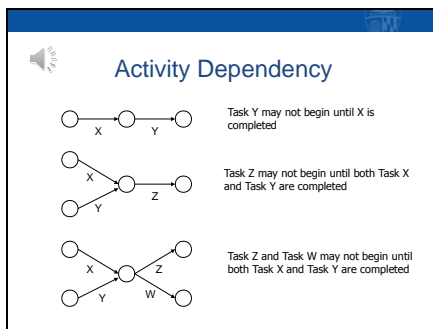 Activity Dependency
X
Y
Task Y may not begin until X is
completed
X
Y
Z
Task Z may not begin until both Task X
and Task Y are completed
X
Y
Z
W
Task Z and Task W may not begin until
both Task X and Task Y are completed